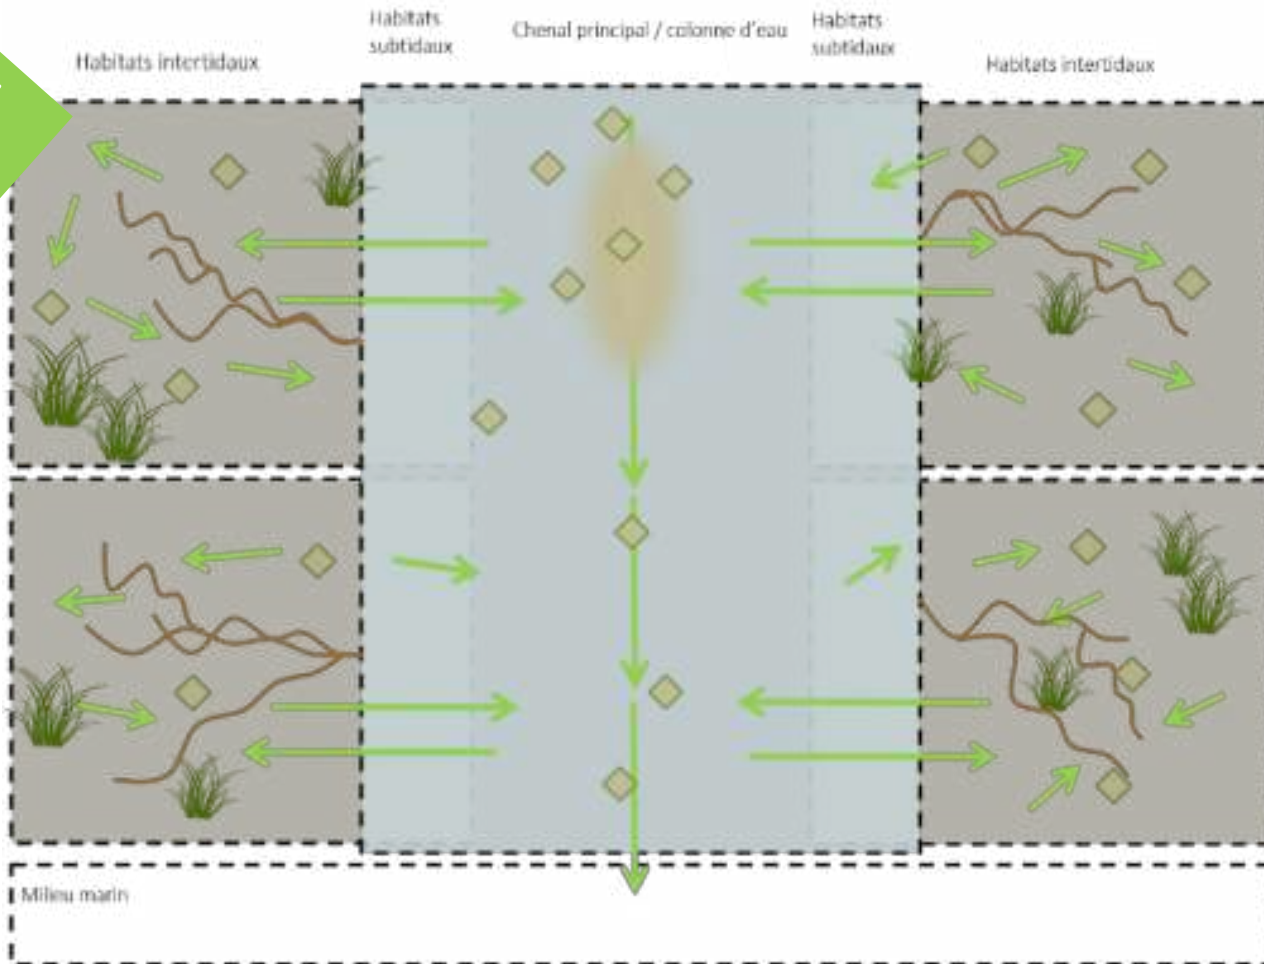 Habitats
subtidaux
Chenal principal / colonne d'eau
Habitats
subtidaux
Habitats intertidaux
Habitats intertidaux
Milieu marin